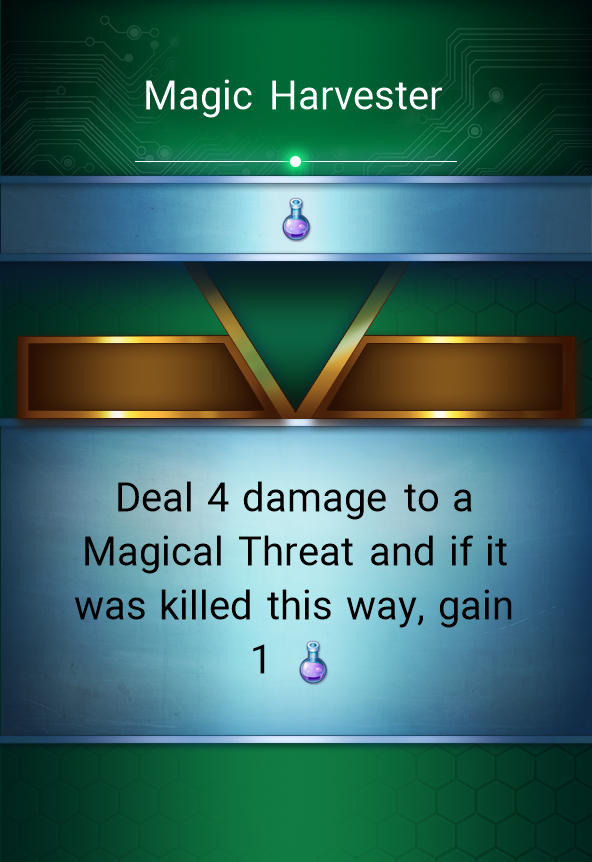 Magic Harvester
Deal 4 damage to a
Magical Threat and if it
was killed this way, gain
1